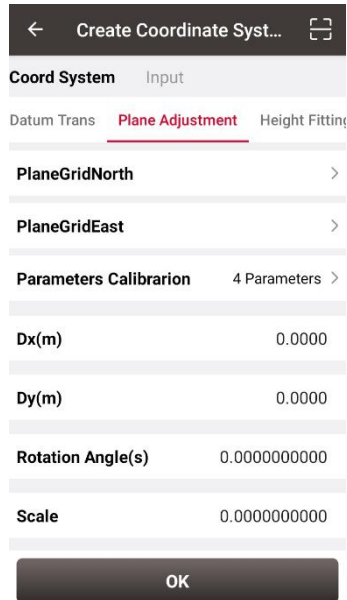 Create Coordinate Syst...
Coord System Input
Datum Trans Plane Adjustment Height Fitting
PlaneGridNorth
PlaneGridEast
Parameters Calibrarion 4 Parameters
Dx(m) 0.0000
Dy(m) 0.0000
Rotation Angle(s) 0.0000000000
Scale 0.0000000000
OK